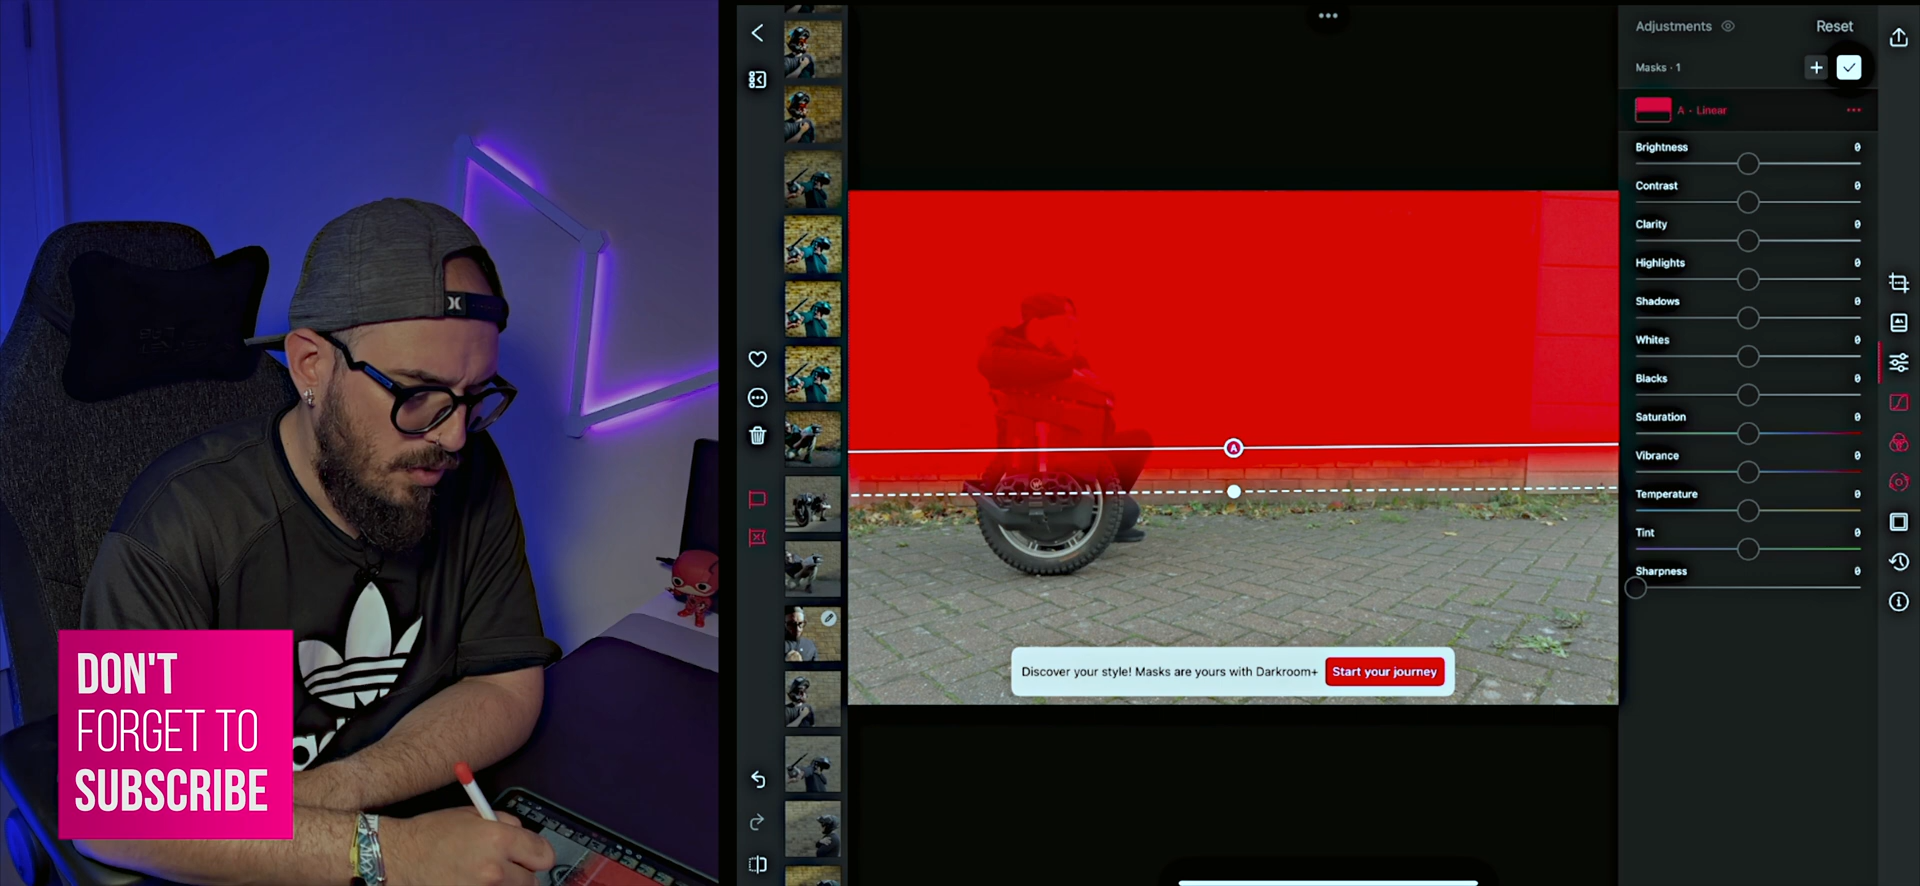 DON'T
FORGET TO
SUBSCRIBE
Adjustments
Reset
Masks · 1
A · Linear
Brightness 0
Contrast 0
Clarity 0
Highlights 0
Shadows 0
Whites 0
Blacks 0
Saturation 0
Vibrance 0
Temperature 0
Tint 0
Sharpness 0
A
Discover your style! Masks are yours with Darkroom+ Start your journey